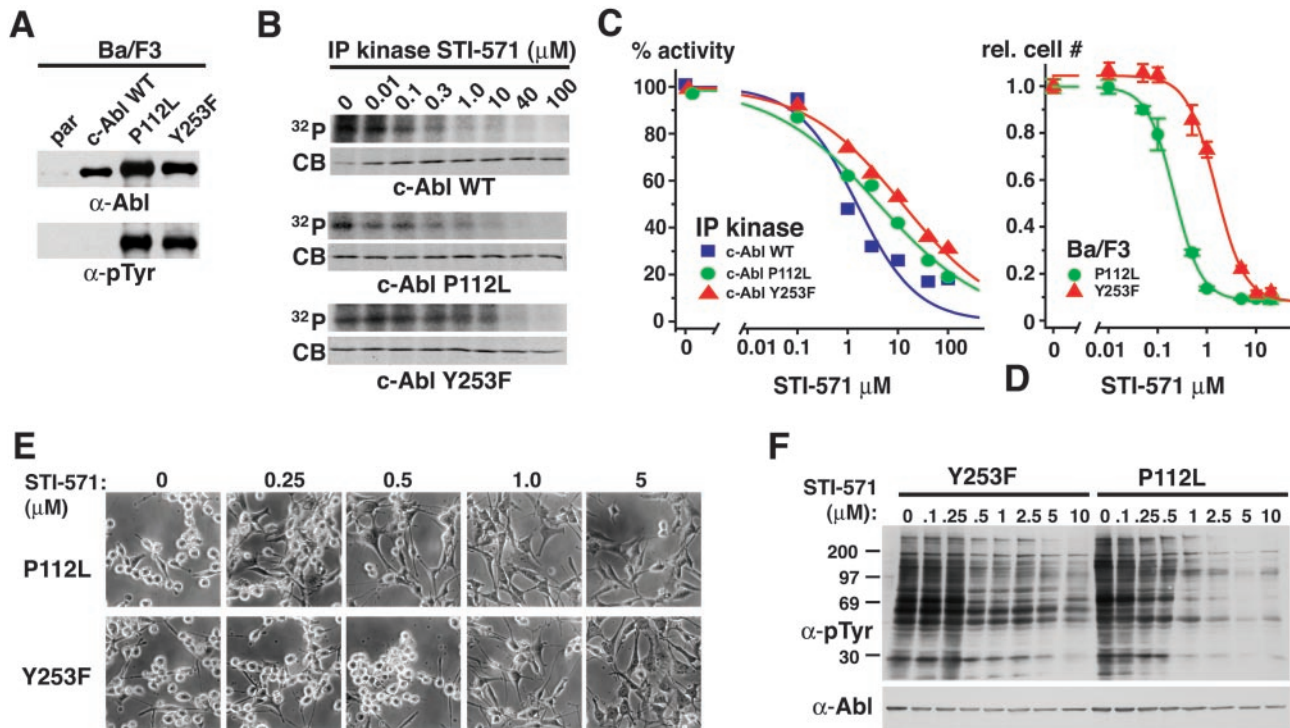 A
Ba/F3
par
c-Abl WT
P112L
Y253F
α-Abl
α-pTyr
B
IP kinase STI-571 (μM)
0 0.01 0.1 0.3 1.0 10 40 100
32P
CB
c-Abl WT
32P
CB
c-Abl P112L
32P
CB
c-Abl Y253F
C
% activity
100
80
60
40
20
0
IP kinase
c-Abl WT
c-Abl P112L
c-Abl Y253F
0 0.01 0.1 1 10 100
STI-571 μM
rel. cell #
1.0
0.8
0.6
0.4
0.2
0
Ba/F3
P112L
Y253F
0 0.01 0.1 1 10
D STI-571 μM
E
STI-571: 0 0.25 0.5 1.0 5
(μM)
P112L
Y253F
F
Y253F P112L
STI-571
(μM): 0 .1 .25 .5 1 2.5 5 10 0 .1 .25 .5 1 2.5 5 10
200
97
69
α-pTyr
30
α-Abl